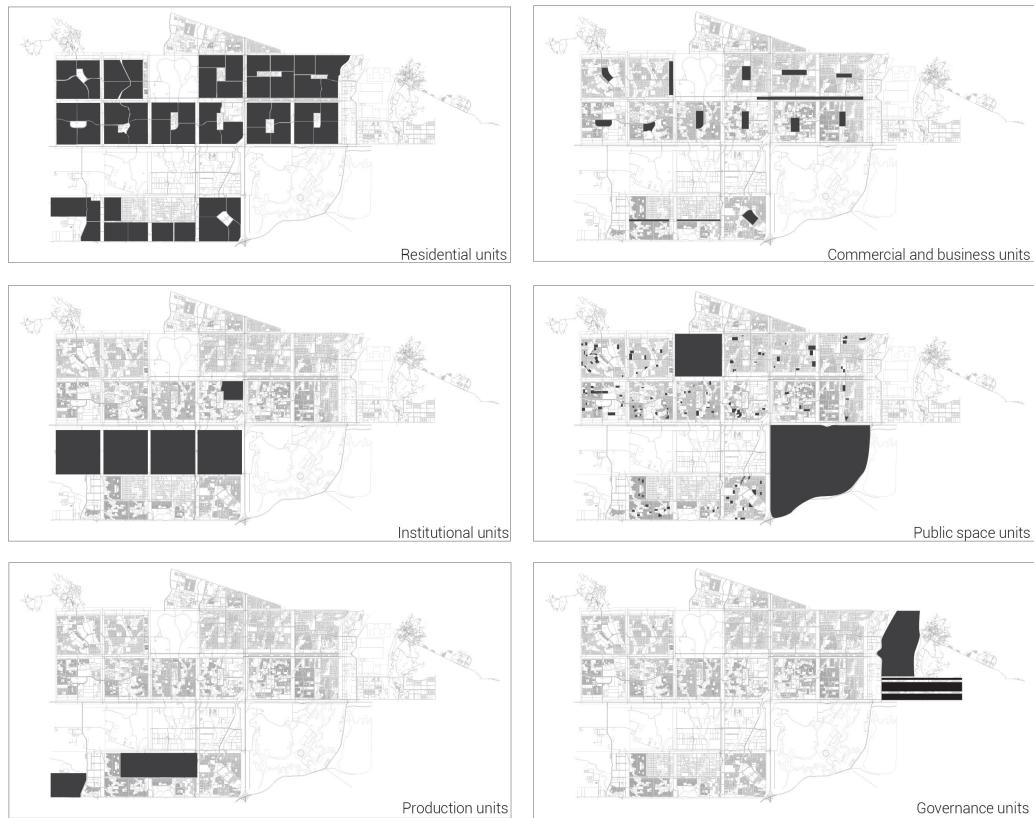 Residential units
Commercial and business units
Institutional units
Public space units
Production units
Governance units